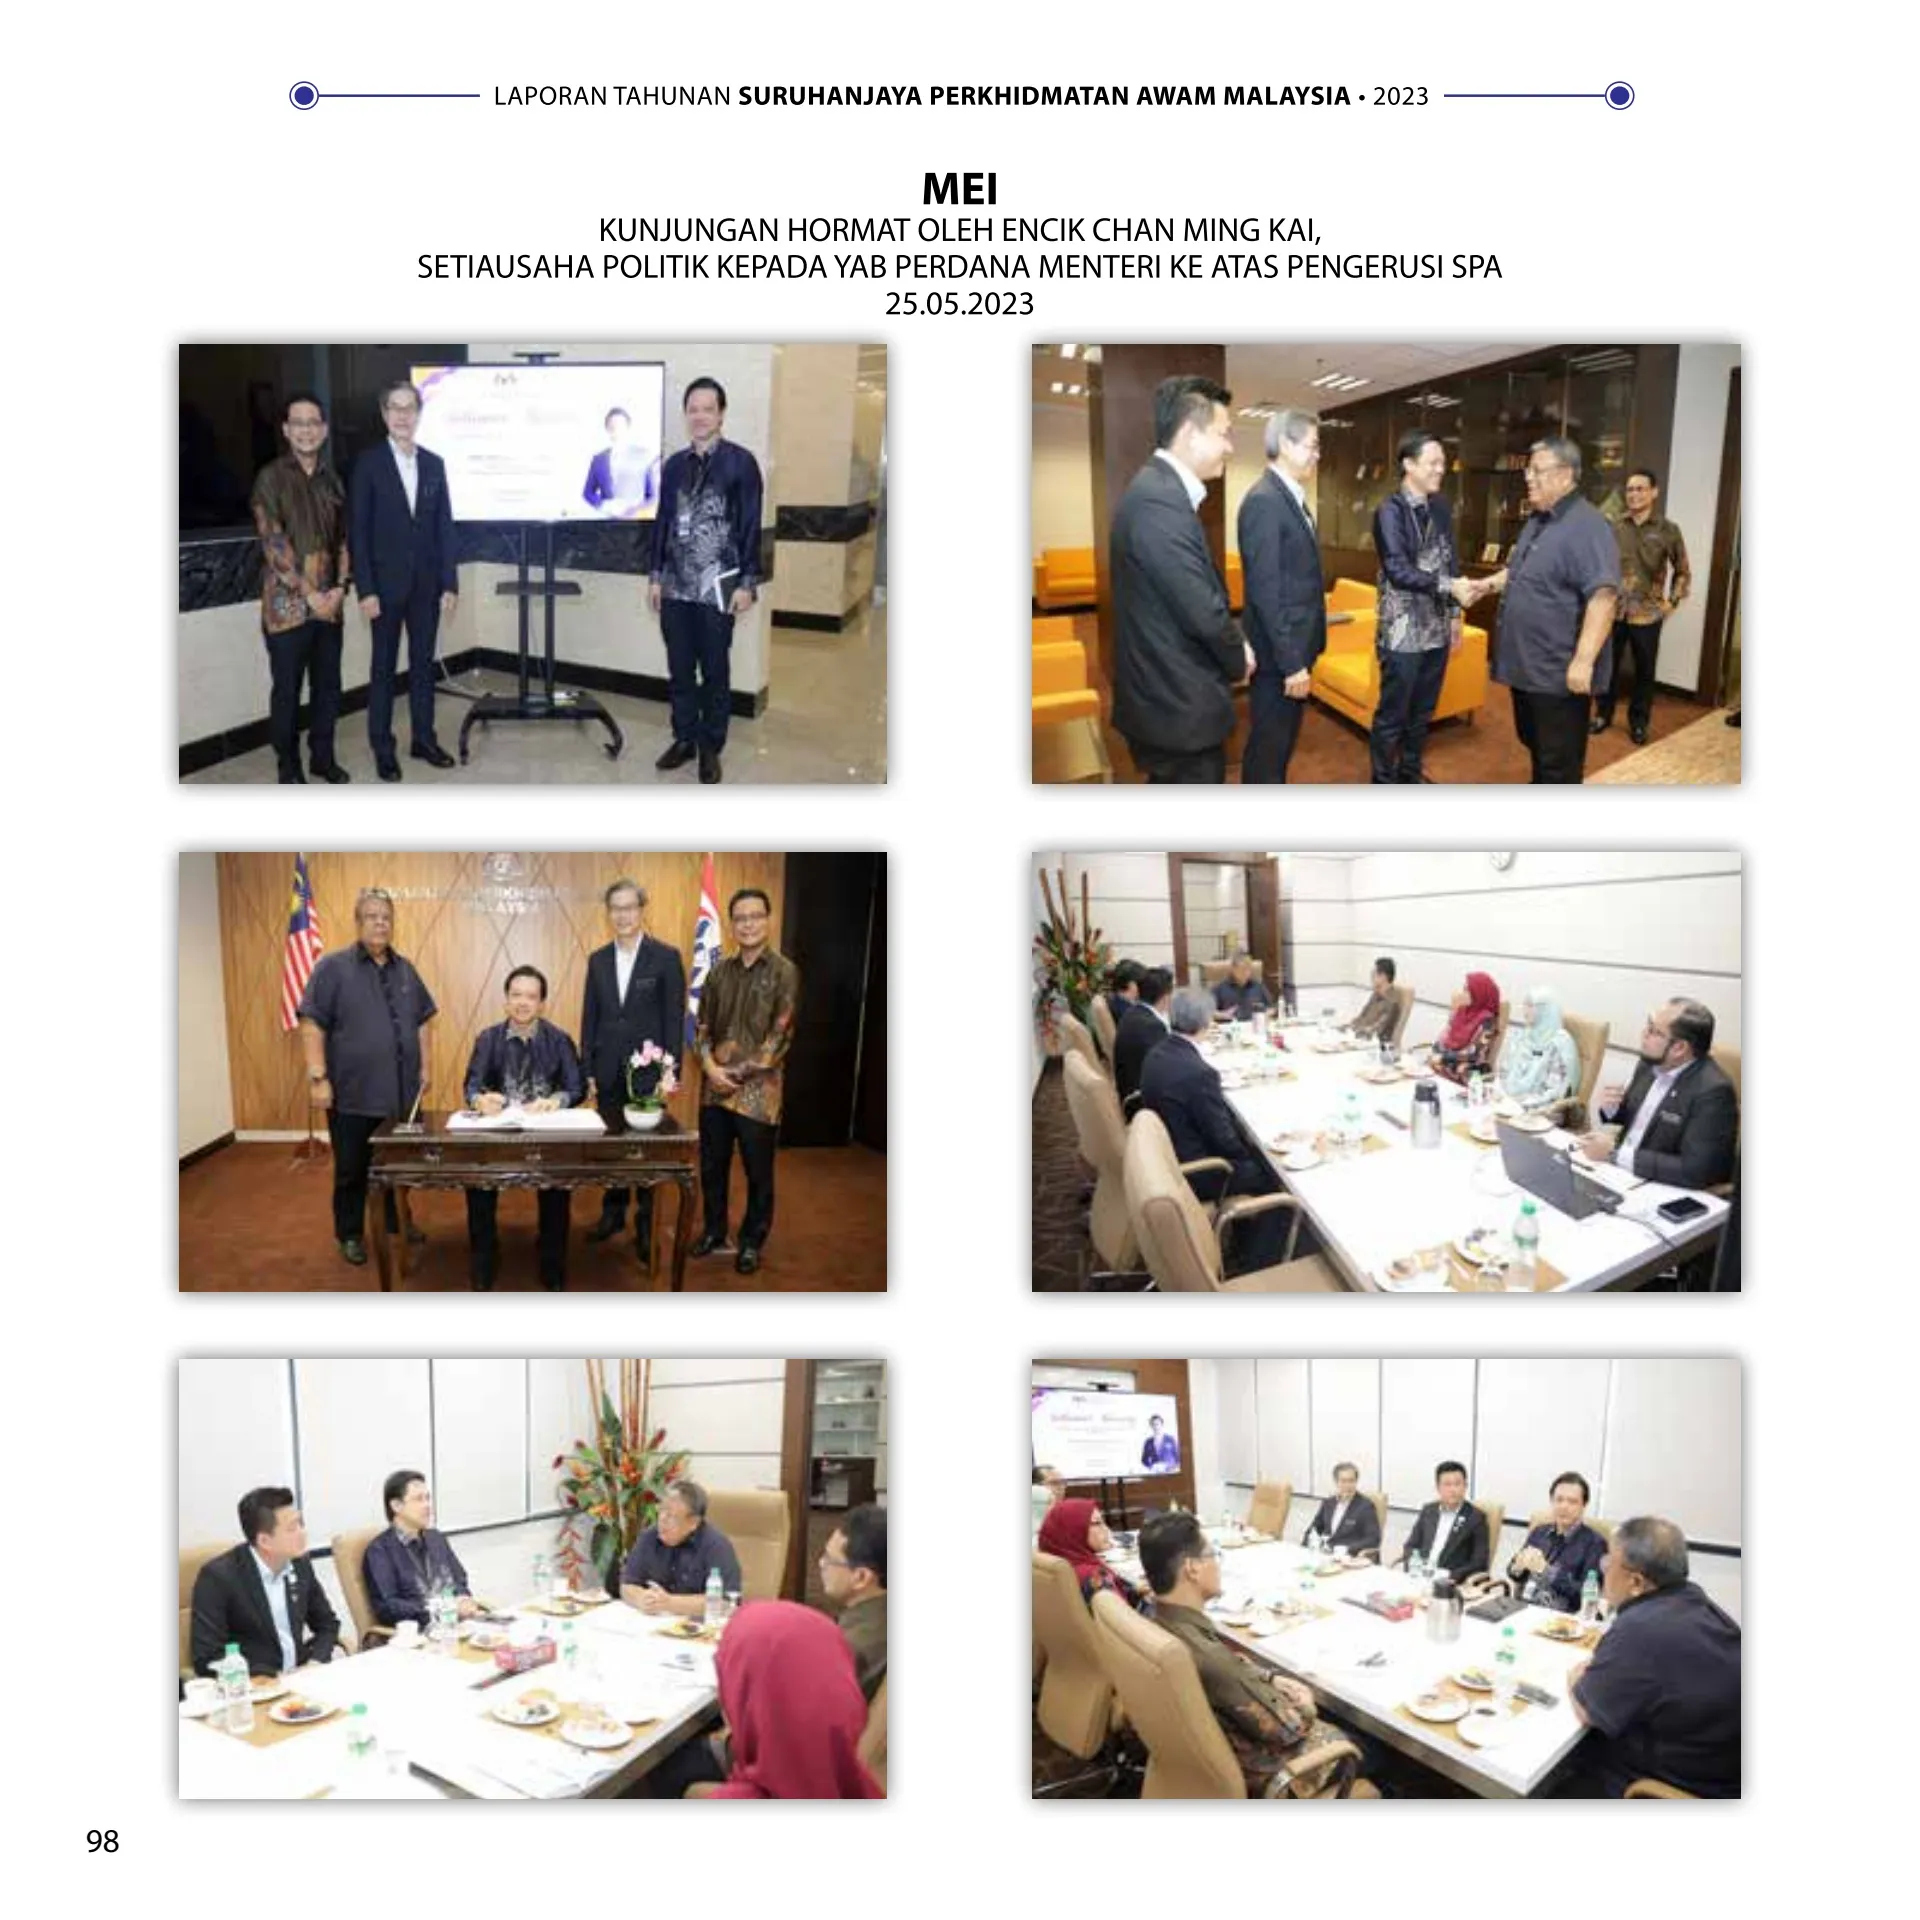 LAPORAN TAHUNAN SURUHANJAYA PERKHIDMATAN AWAM MALAYSIA • 2023
MEI
KUNJUNGAN HORMAT OLEH ENCIK CHAN MING KAI,
SETIAUSAHA POLITIK KEPADA YAB PERDANA MENTERI KE ATAS PENGERUSI SPA
25.05.2023
98